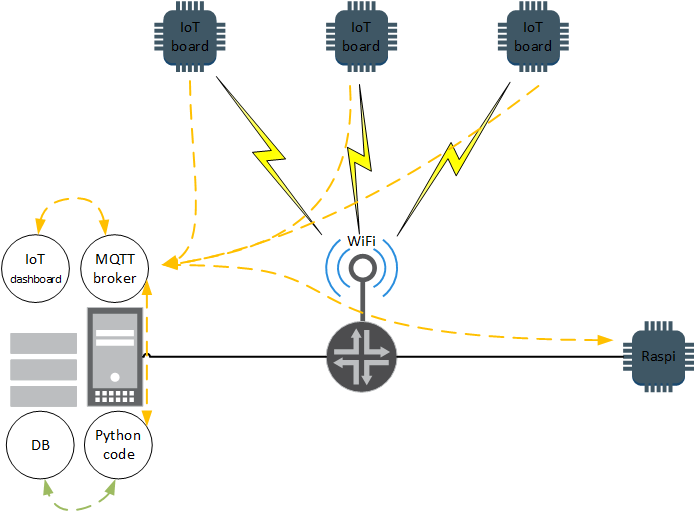 IoT
board
IoT
board
IoT
board
WiFi
IoT
dashboard
MQTT
broker
Raspi
DB
Python
code